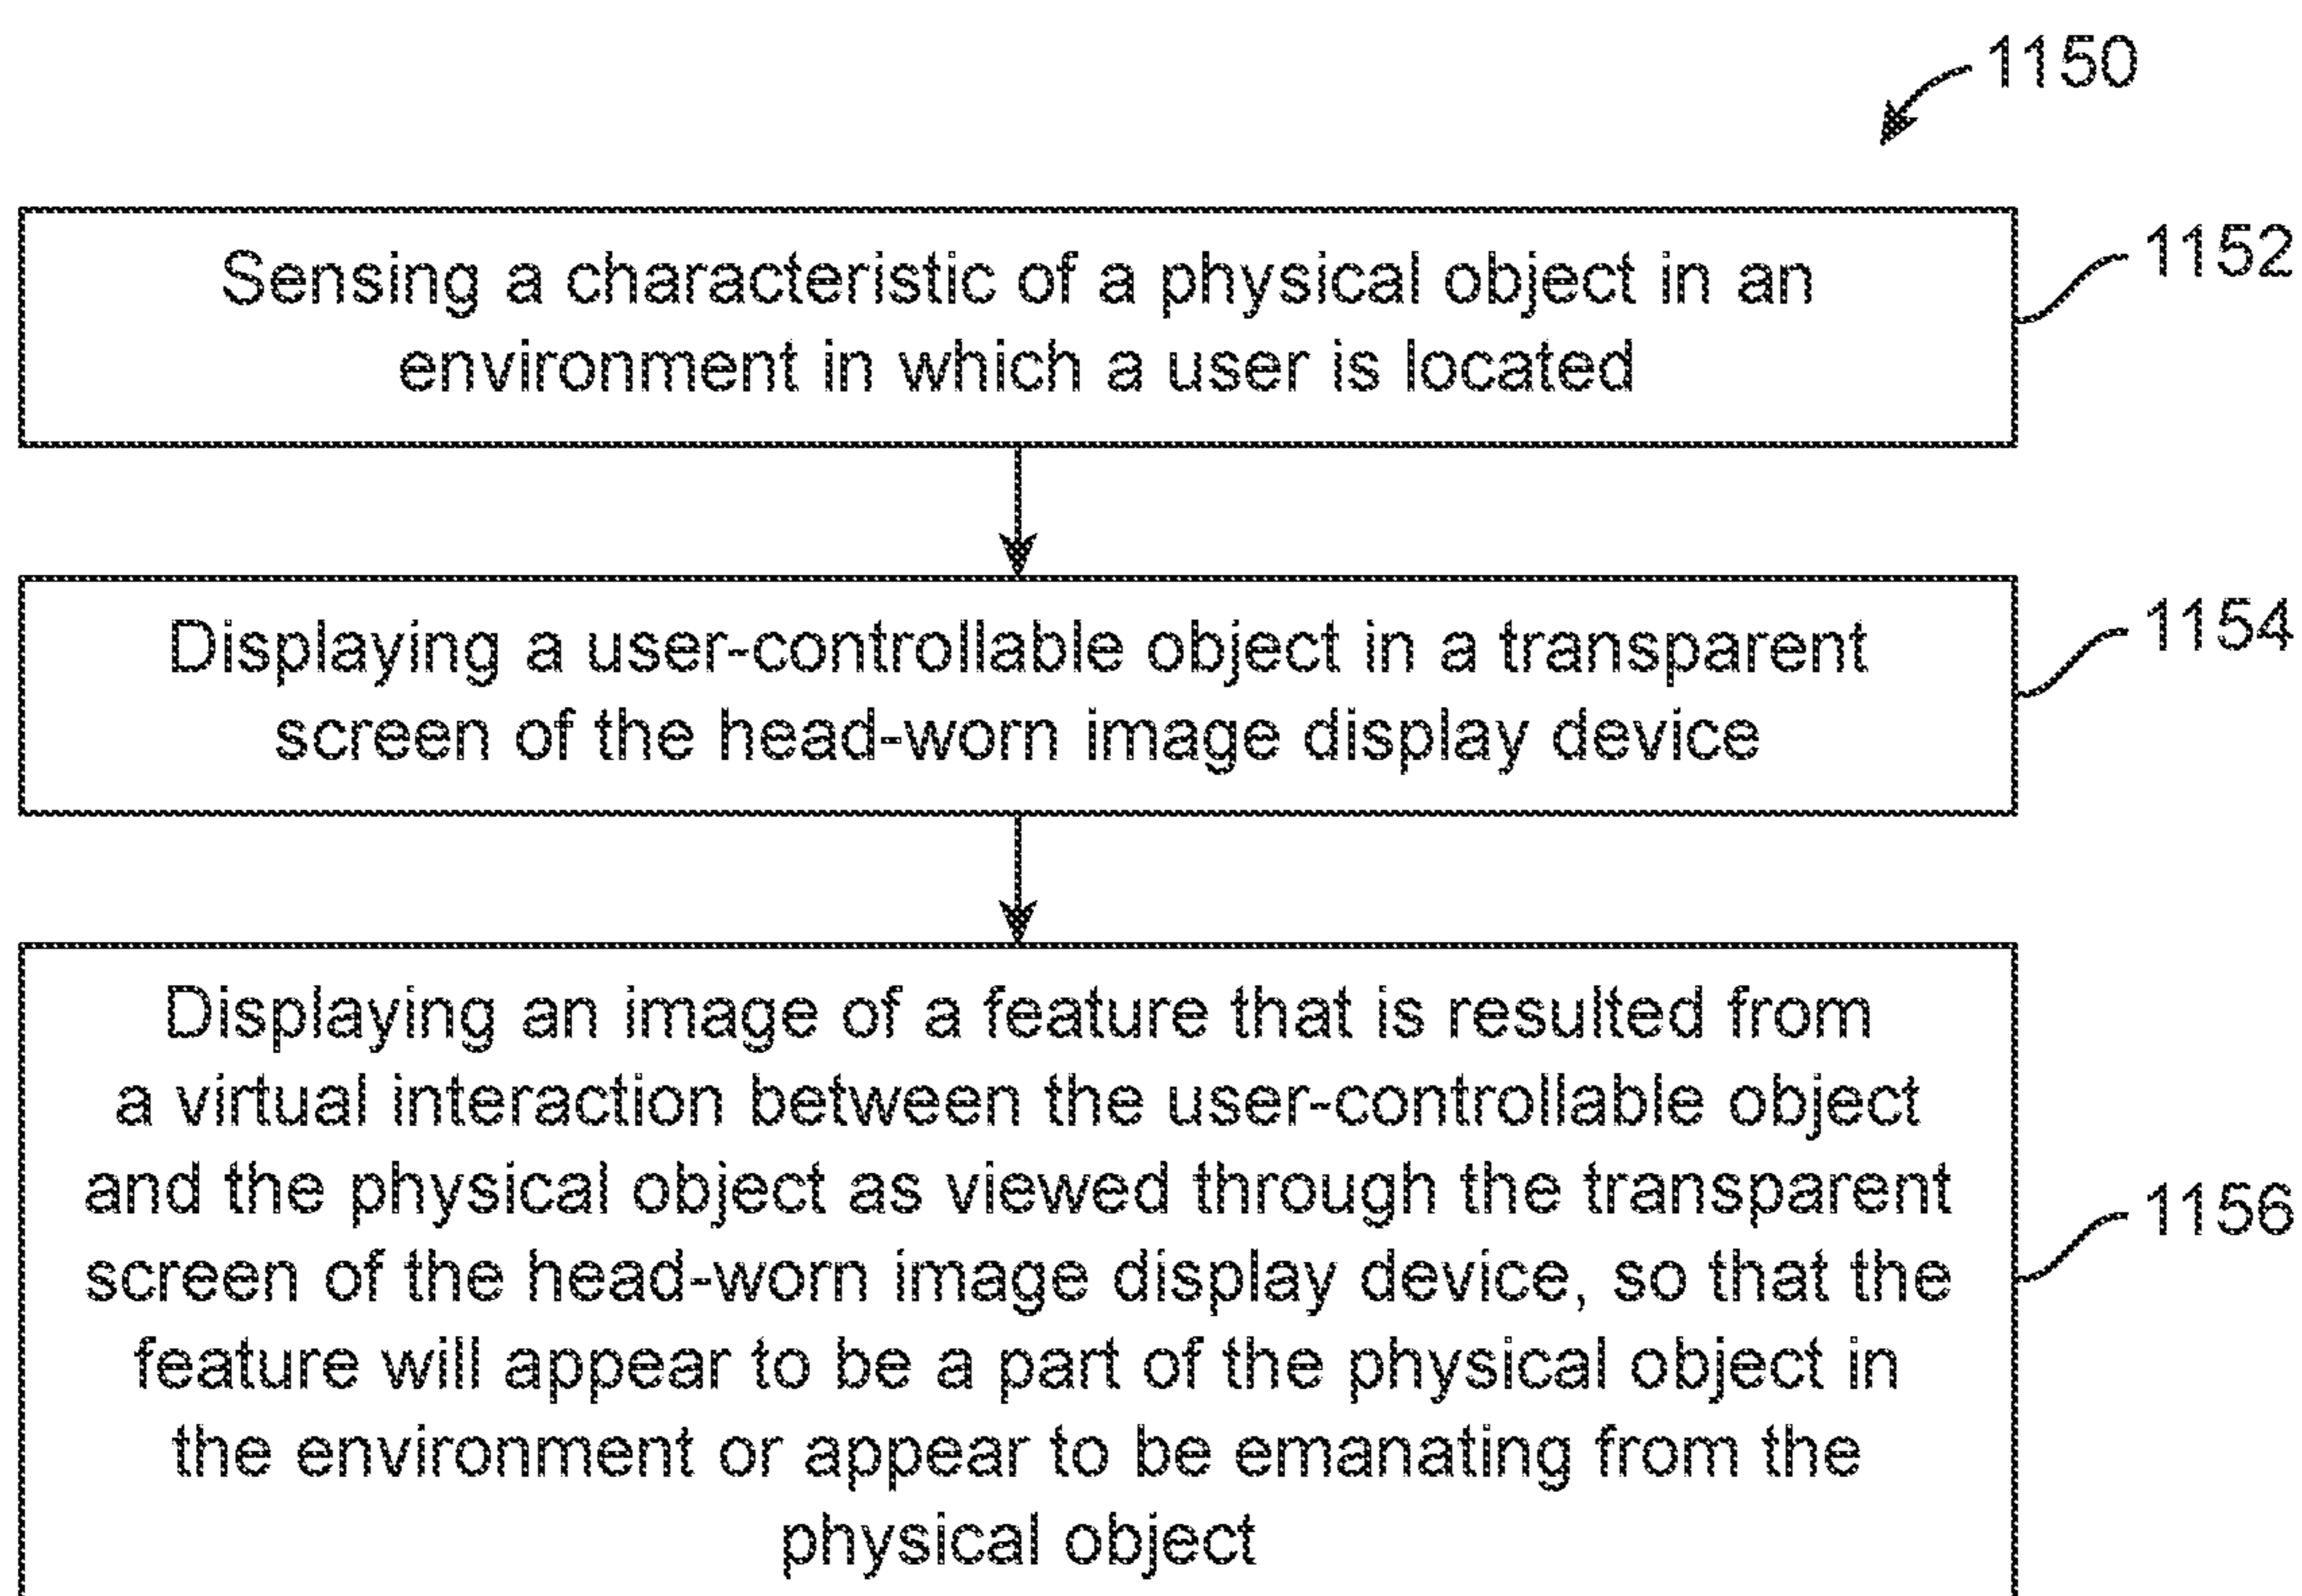 1150
Sensing a characteristic of a physical object in an
environment in which a user is located
1152
Displaying a user-controllable object in a transparent
screen of the head-worn image display device
1154
Displaying an image of a feature that is resulted from
a virtual interaction between the user-controllable object
and the physical object as viewed through the transparent
screen of the head-worn image display device, so that the
feature will appear to be a part of the physical object in
the environment or appear to be emanating from the
physical object
1156